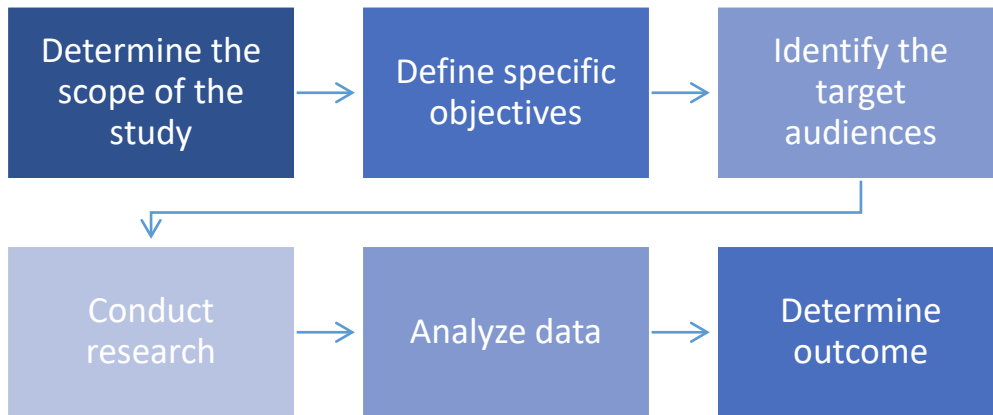 Determine the
scope of the
study
Define specific
objectives
Identify the
target
audiences
Conduct
research
Analyze data
Determine
outcome